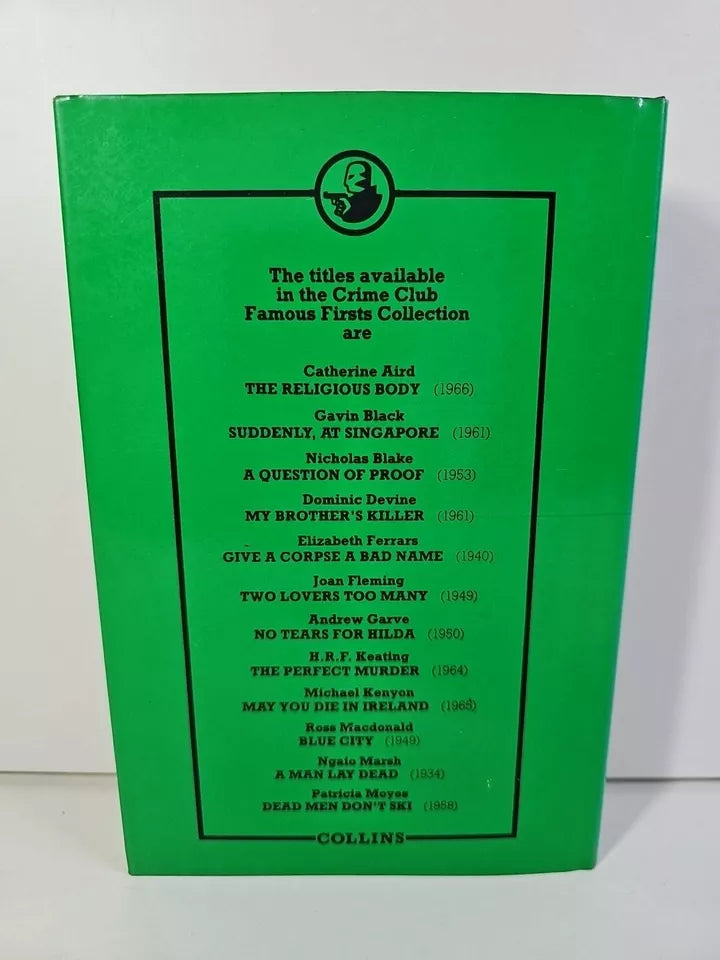 The titles available
in the Crime Club
Famous Firsts Collection
are
Catherine Aird
THE RELIGIOUS BODY (1966)
Gavin Black
SUDDENLY, AT SINGAPORE (1961)
Nicholas Blake
A QUESTION OF PROOF (1953)
Dominic Devine
MY BROTHER'S KILLER (1961)
Elizabeth Ferrars
GIVE A CORPSE A BAD NAME (1940)
Joan Fleming
TWO LOVERS TOO MANY (1949)
Andrew Garve
NO TEARS FOR HILDA (1950)
H.R.F. Keating
THE PERFECT MURDER (1964)
Michael Kenyon
MAY YOU DIE IN IRELAND (1965)
Ross Macdonald
BLUE CITY (1949)
Ngaio Marsh
A MAN LAY DEAD (1934)
Patricia Moyes
DEAD MEN DON'T SKI (1958)
COLLINS